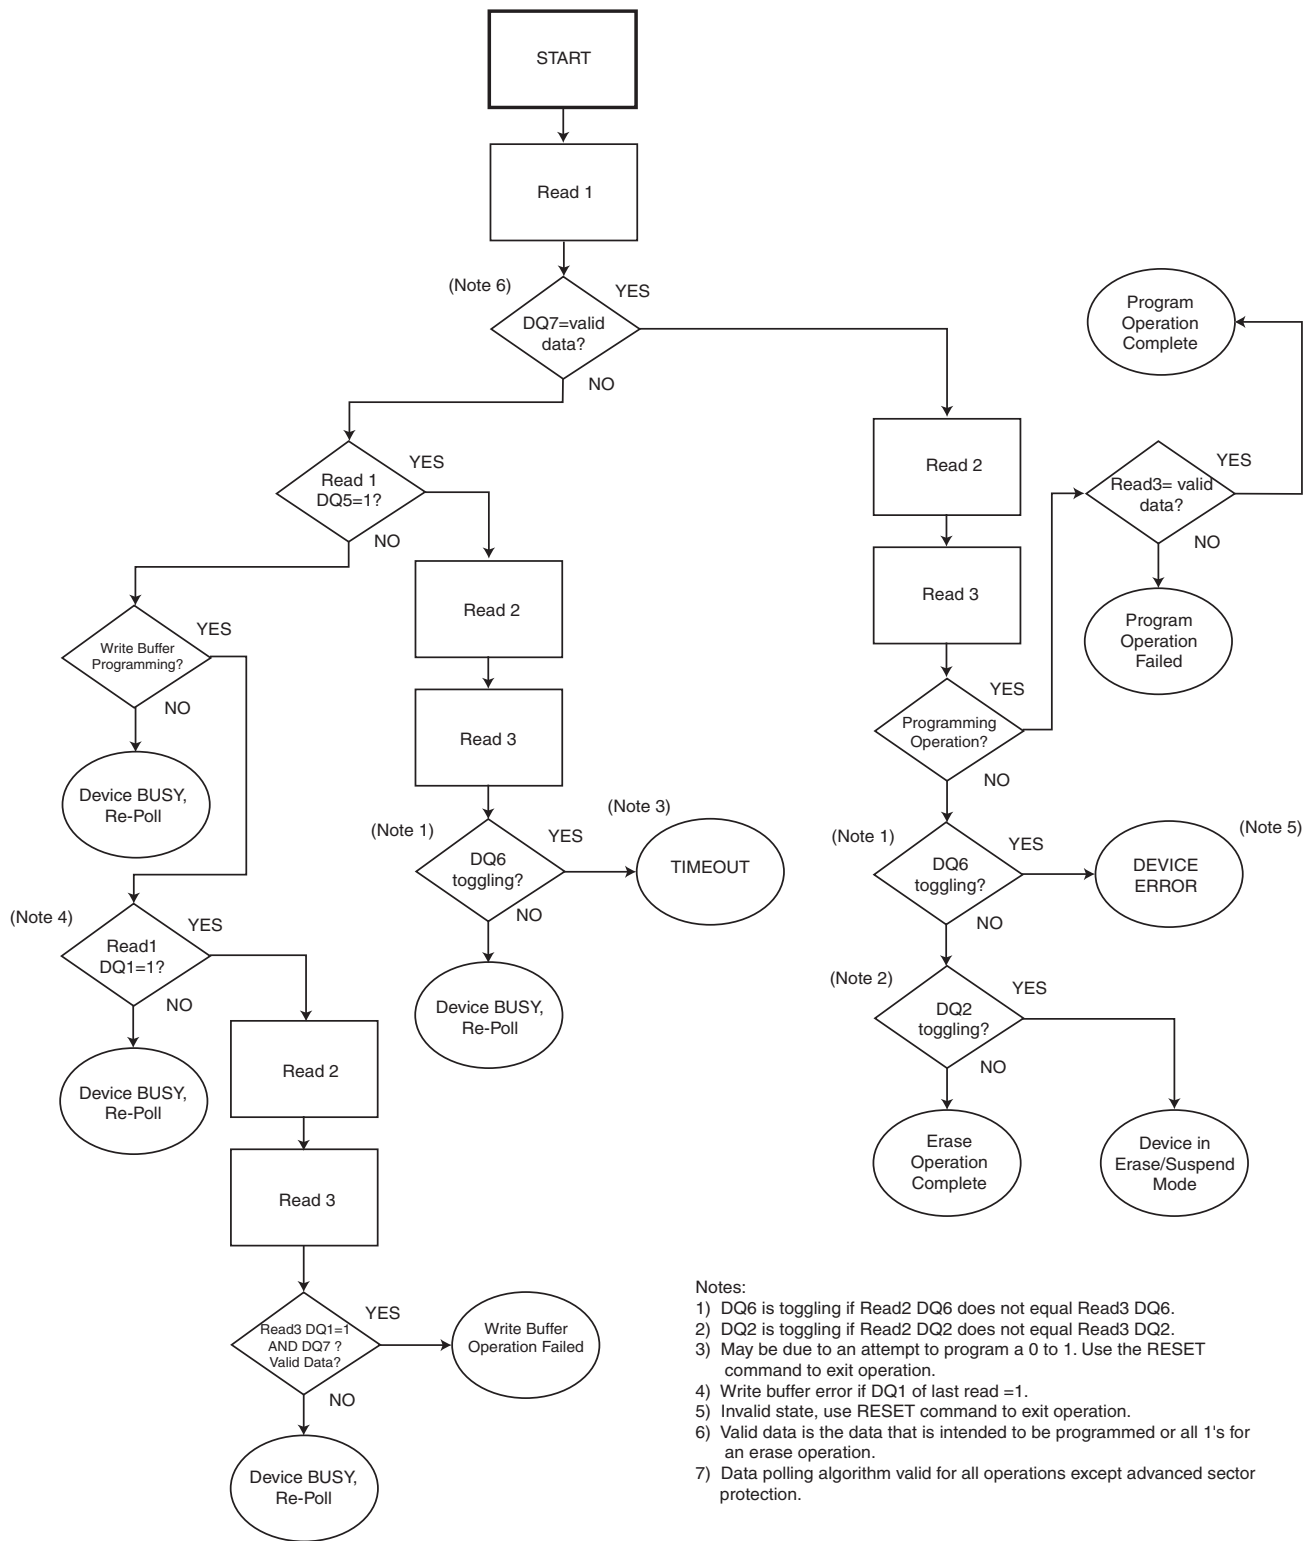 START
Read 1
(Note 6)
YES
DQ7=valid
data?
NO
Program
Operation
Complete
Read 1
DQ5=1?
YES
NO
Read 2
Read3= valid
data?
YES
NO
Write Buffer
Programming?
YES
NO
Read 2
Read 3
Program
Operation
Failed
Device BUSY,
Re-Poll
Read 3
Programming
Operation?
YES
NO
(Note 1)
DQ6
toggling?
YES
NO
(Note 3)
TIMEOUT
(Note 1)
DQ6
toggling?
YES
NO
DEVICE
ERROR
(Note 5)
(Note 4)
Read1
DQ1=1?
YES
NO
Device BUSY,
Re-Poll
(Note 2)
DQ2
toggling?
YES
NO
Device BUSY,
Re-Poll
Read 2
Erase
Operation
Complete
Device in
Erase/Suspend
Mode
Read 3
Read3 DQ1=1
AND DQ7 ?
Valid Data?
YES
NO
Write Buffer
Operation Failed
Device BUSY,
Re-Poll
Notes:
1) DQ6 is toggling if Read2 DQ6 does not equal Read3 DQ6.
2) DQ2 is toggling if Read2 DQ2 does not equal Read3 DQ2.
3) May be due to an attempt to program a 0 to 1. Use the RESET
command to exit operation.
4) Write buffer error if DQ1 of last read =1.
5) Invalid state, use RESET command to exit operation.
6) Valid data is the data that is intended to be programmed or all 1's for
an erase operation.
7) Data polling algorithm valid for all operations except advanced sector
protection.